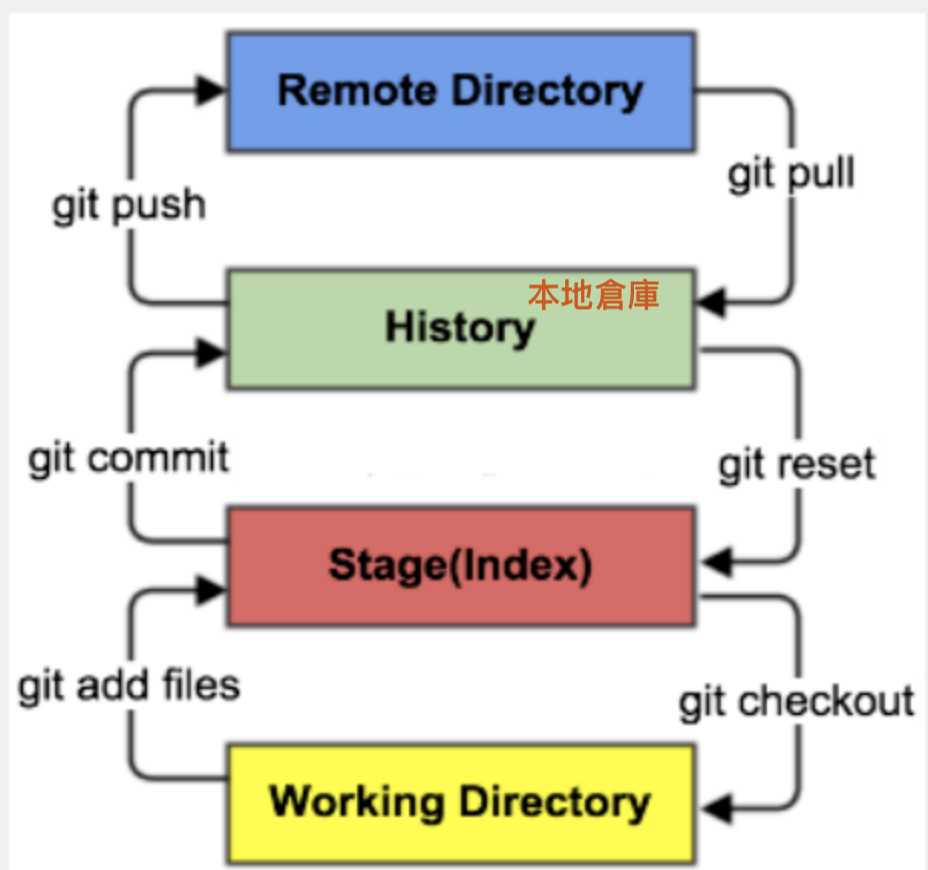 Remote Directory
git pull
git push
本地倉庫
History
git commit
git reset
Stage(Index)
git add files
git checkout
Working Directory